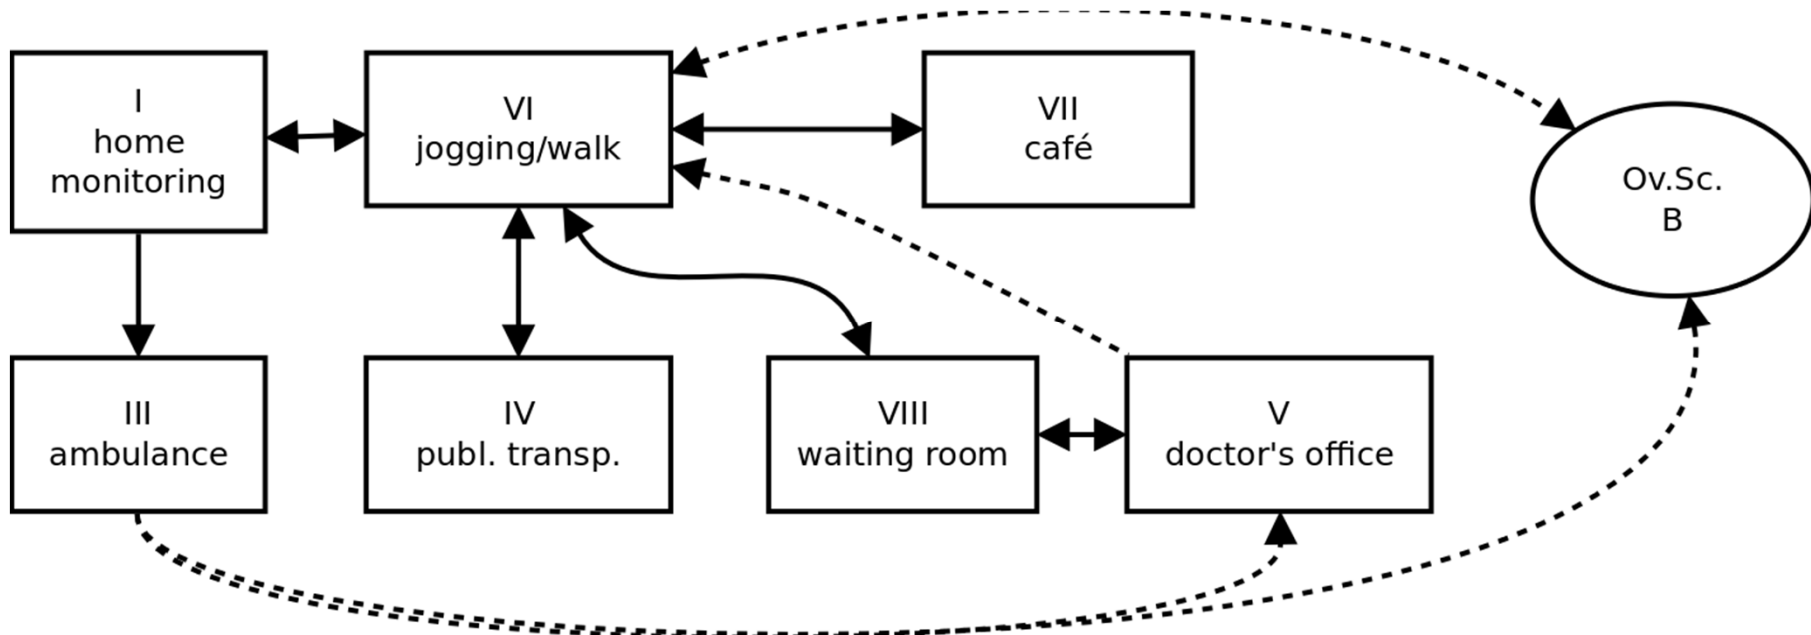 I
home
monitoring
VI
jogging/walk
VII
café
Ov.Sc.
B
III
ambulance
IV
publ. transp.
VIII
waiting room
V
doctor's office